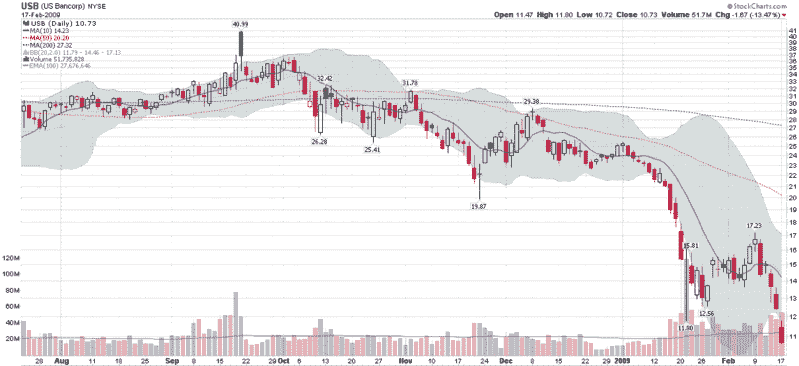 USB (US Bancorp) NYSE
© StockCharts.com
17-Feb-2009
Open 11.47 High 11.80 Low 10.72 Close 10.73 Volume 51.7M Chg -1.67 (-13.47%)
USB (Daily) 10.73
MA(10) 14.23
MA(50) 20.20
MA(200) 27.32
BB(20,2.0) 11.79 - 14.46 - 17.13
Volume 51,735,828
EMA(100) 27,676,646
40.99
32.42
31.78
29.38
26.28
25.41
19.87
17.23
15.81
12.56
11.80
41
40
39
38
37
36
35
34
33
32
31
30
29
28
27
26
25
24
23
22
21
20
19
18
17
16
15
14
13
12
11
120M
100M
80M
60M
40M
20M
28 Aug 11 18 25 Sep 8 15 22 Oct 6 13 20 27 Nov 10 17 24 Dec 8 15 22 2009 12 20 26 Feb 9 17